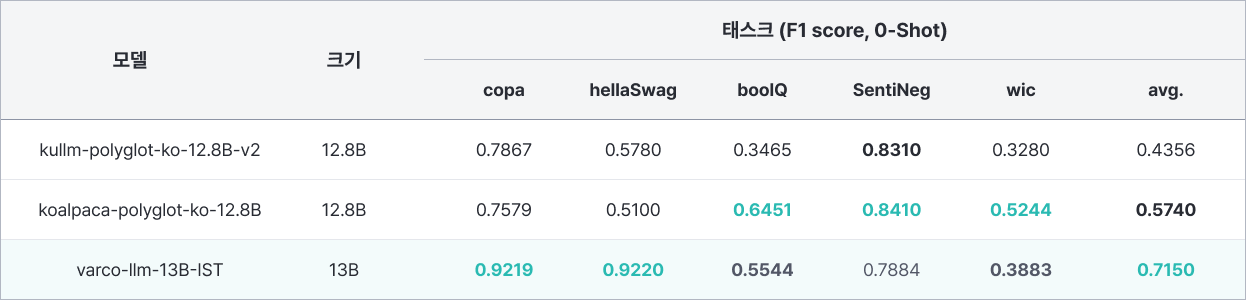 모델 크기 태스크 (F1 score, 0-Shot)
copa hellaSwag boolQ SentiNeg wic avg.
kullm-polyglot-ko-12.8B-v2 12.8B 0.7867 0.5780 0.3465 0.8310 0.3280 0.4356
koalpaca-polyglot-ko-12.8B 12.8B 0.7579 0.5100 0.6451 0.8410 0.5244 0.5740
varco-llm-13B-IST 13B 0.9219 0.9220 0.5544 0.7884 0.3883 0.7150